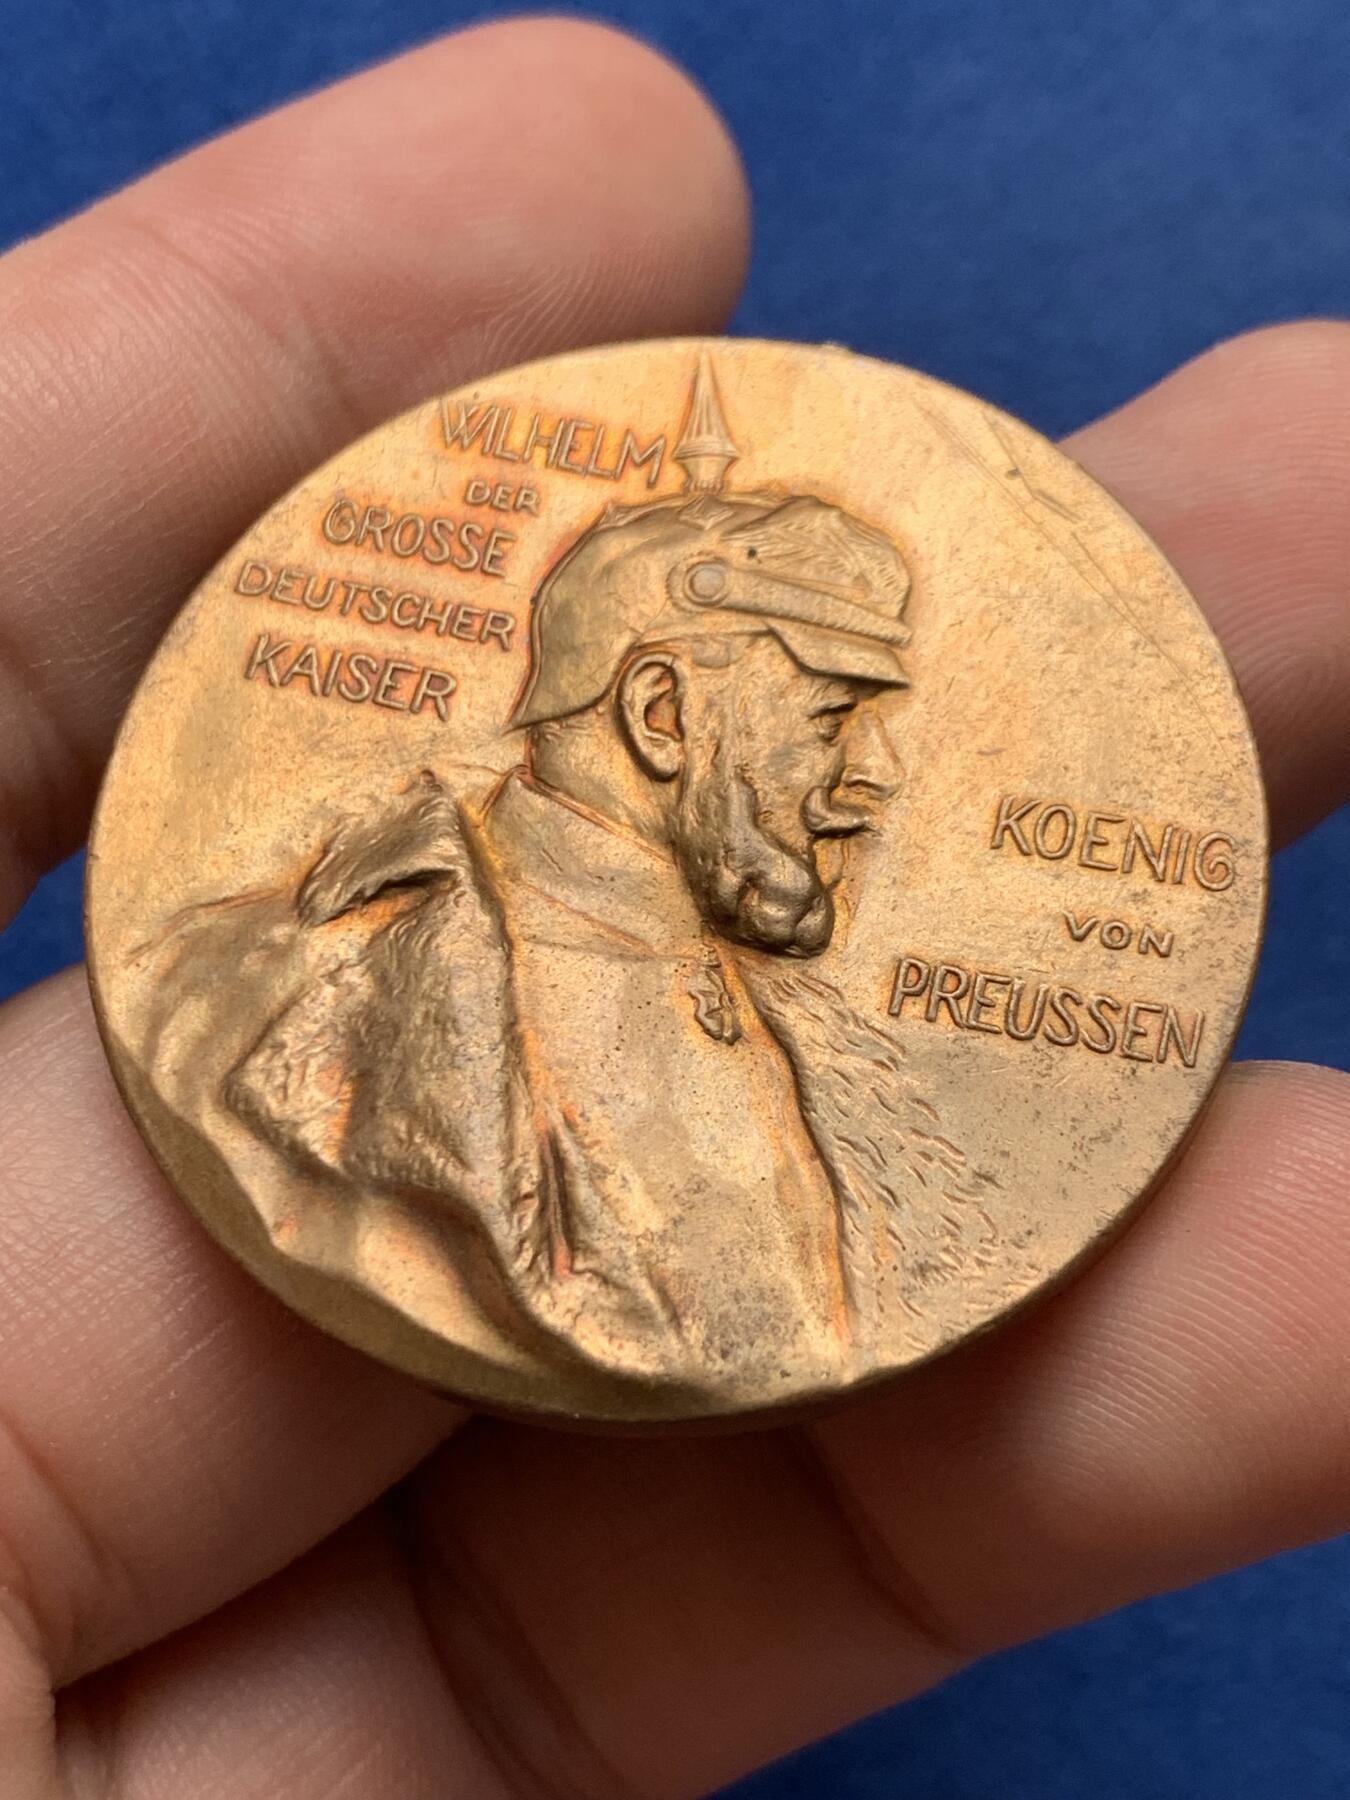 WILHELM
DER
GROSSE
DEUTSCHER
KAISER
KOENIG
VON
PREUSSEN